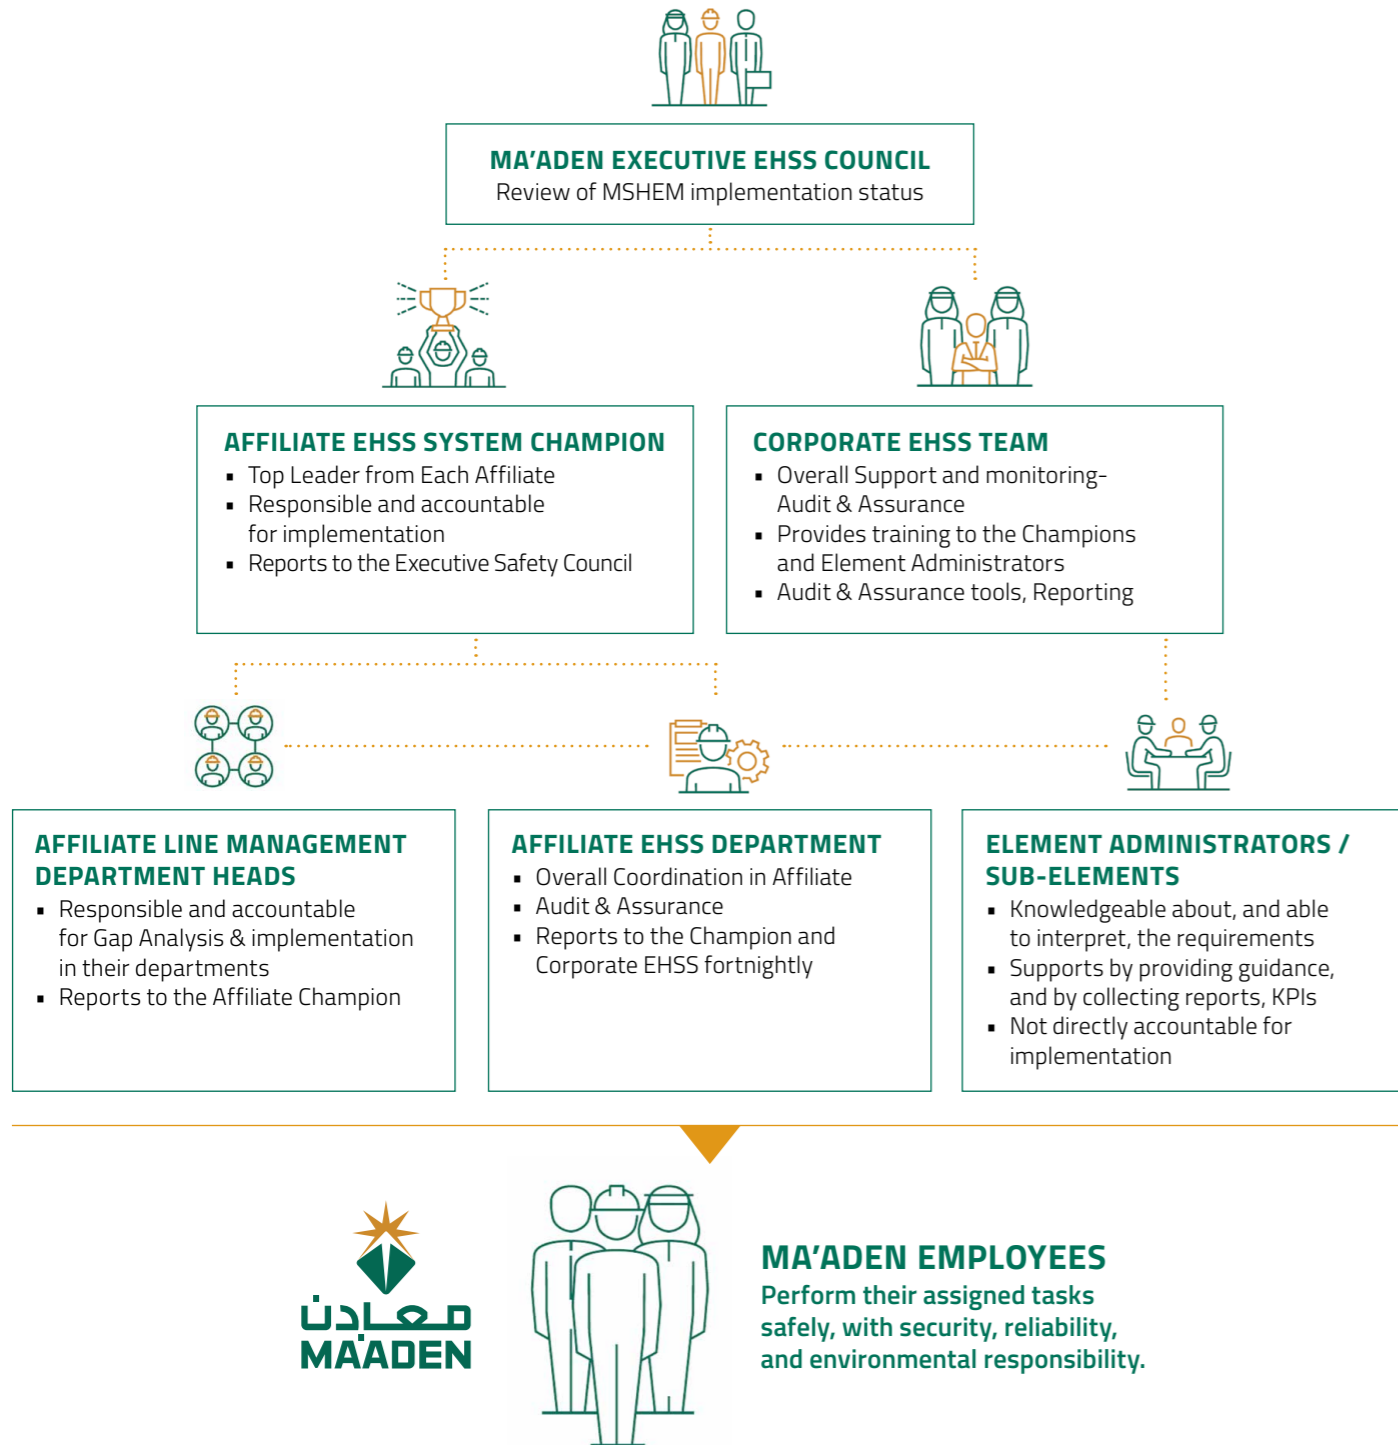 MA’ADEN EXECUTIVE EHSS COUNCIL
Review of MSHEM implementation status
AFFILIATE EHSS SYSTEM CHAMPION
▪ Top Leader from Each Affiliate
▪ Responsible and accountable
for implementation
▪ Reports to the Executive Safety Council
CORPORATE EHSS TEAM
▪ Overall Support and monitoring-
Audit & Assurance
▪ Provides training to the Champions
and Element Administrators
▪ Audit & Assurance tools, Reporting
AFFILIATE LINE MANAGEMENT
DEPARTMENT HEADS
▪ Responsible and accountable
for Gap Analysis & implementation
in their departments
▪ Reports to the Affiliate Champion
AFFILIATE EHSS DEPARTMENT
▪ Overall Coordination in Affiliate
▪ Audit & Assurance
▪ Reports to the Champion and
Corporate EHSS fortnightly
ELEMENT ADMINISTRATORS /
SUB-ELEMENTS
▪ Knowledgeable about, and able
to interpret, the requirements
▪ Supports by providing guidance,
and by collecting reports, KPIs
▪ Not directly accountable for
implementation
معادن
MA'ADEN
MA’ADEN EMPLOYEES
Perform their assigned tasks
safely, with security, reliability,
and environmental responsibility.